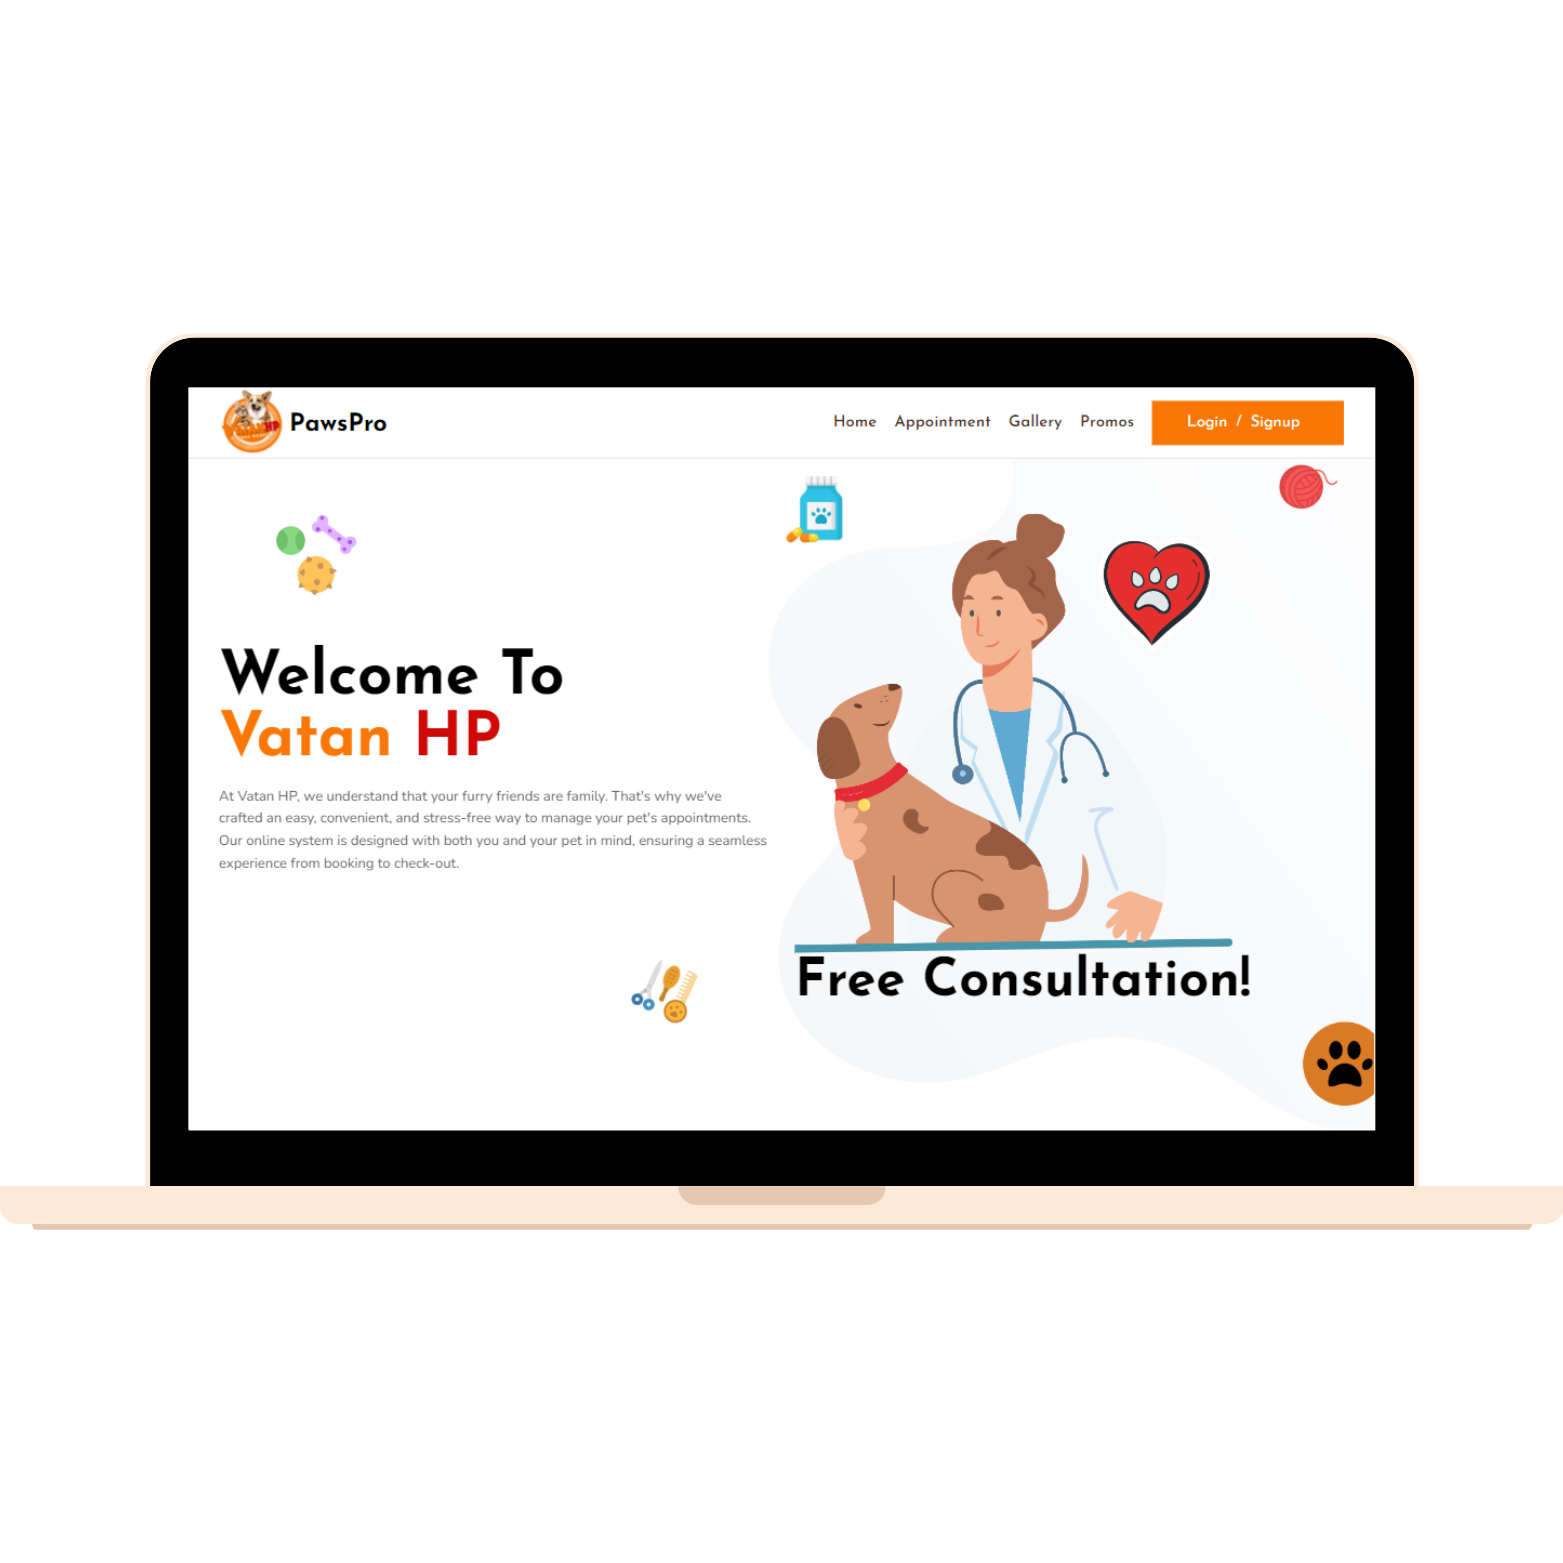 PawsPro
Home Appointment Gallery Promos Login / Signup
Welcome To
Vatan HP
At Vatan HP, we understand that your furry friends are family. That's why we've
crafted an easy, convenient, and stress-free way to manage your pet's appointments.
Our online system is designed with both you and your pet in mind, ensuring a seamless
experience from booking to check-out.
Free Consultation!